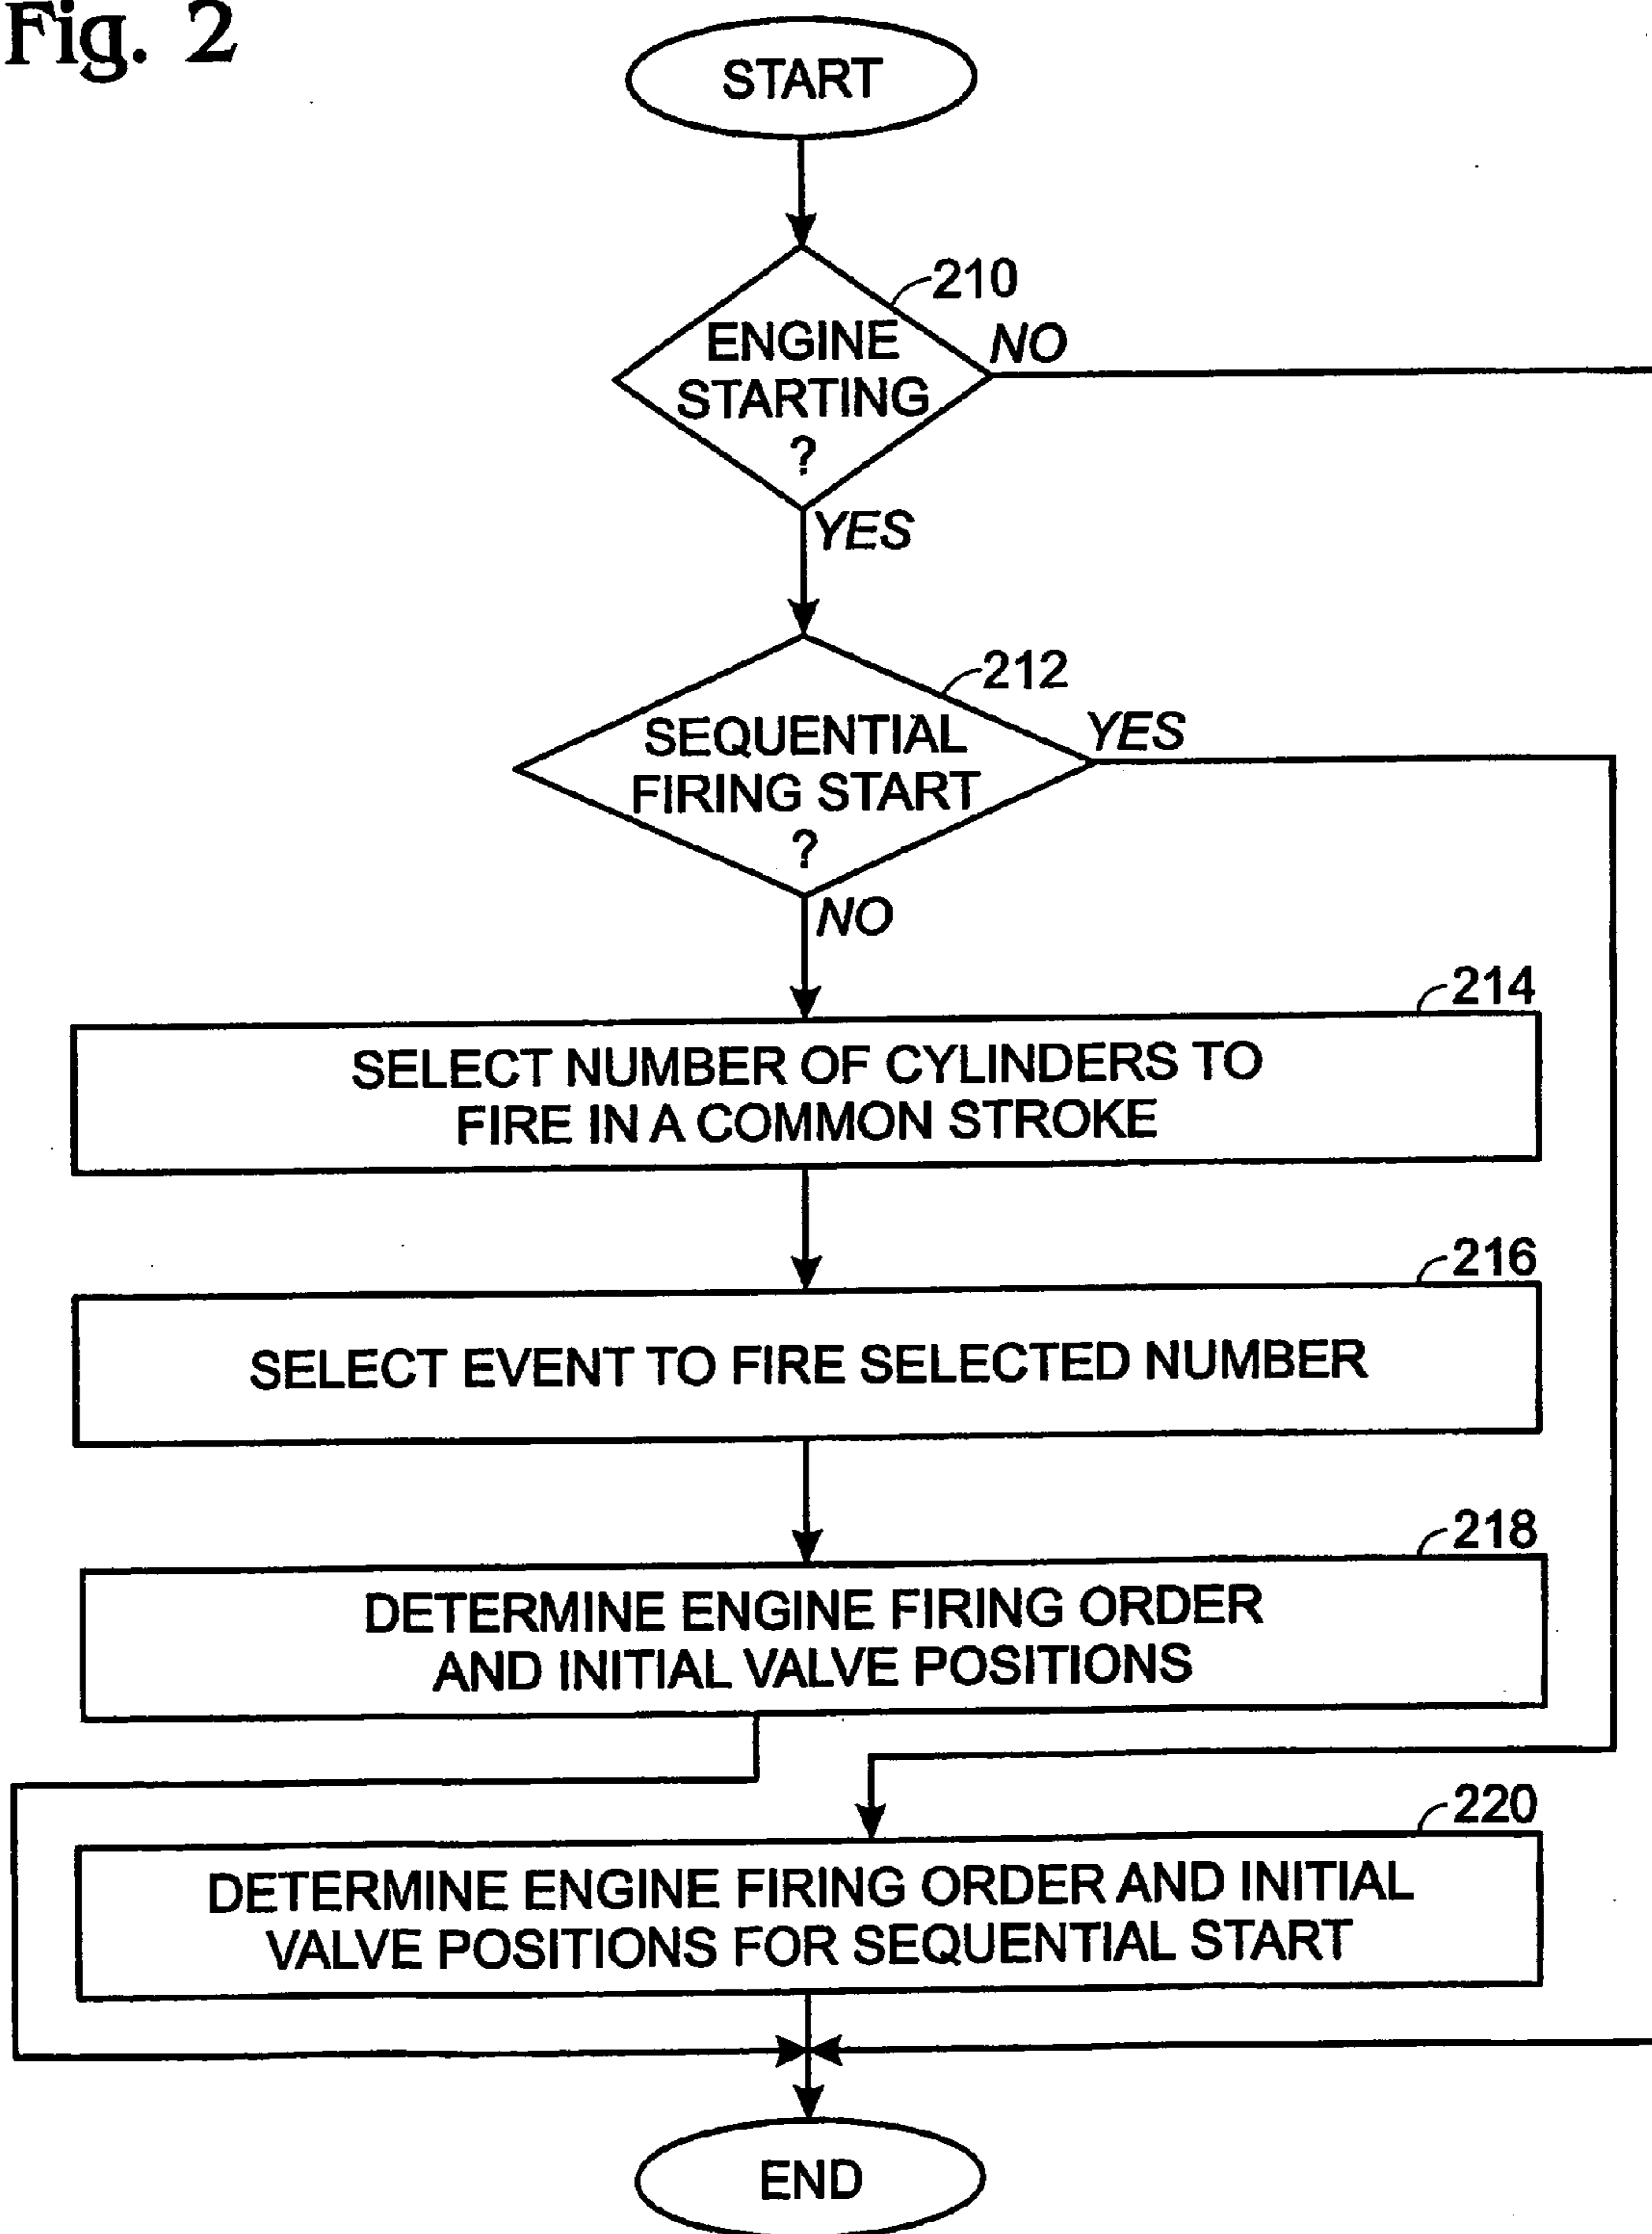 Fig. 2
START
210
ENGINE
STARTING
?
NO
YES
212
SEQUENTIAL
FIRING START
?
YES
NO
214
SELECT NUMBER OF CYLINDERS TO
FIRE IN A COMMON STROKE
216
SELECT EVENT TO FIRE SELECTED NUMBER
218
DETERMINE ENGINE FIRING ORDER
AND INITIAL VALVE POSITIONS
220
DETERMINE ENGINE FIRING ORDER AND INITIAL
VALVE POSITIONS FOR SEQUENTIAL START
END